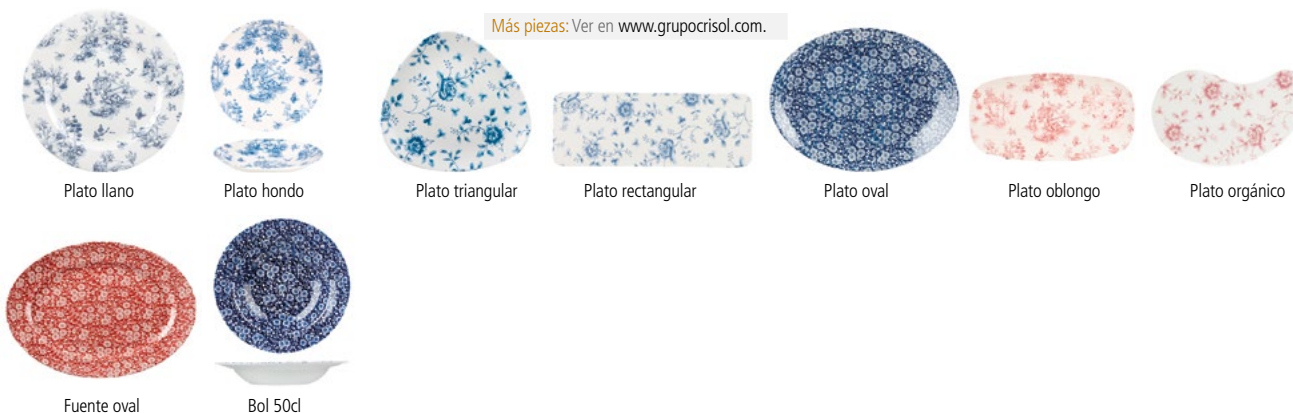 Más piezas: Ver en www.grupocrisol.com.
Plato llano
Plato hondo
Plato triangular
Plato rectangular
Plato oval
Plato oblongo
Plato orgánico
Fuente oval
Bol 50cl